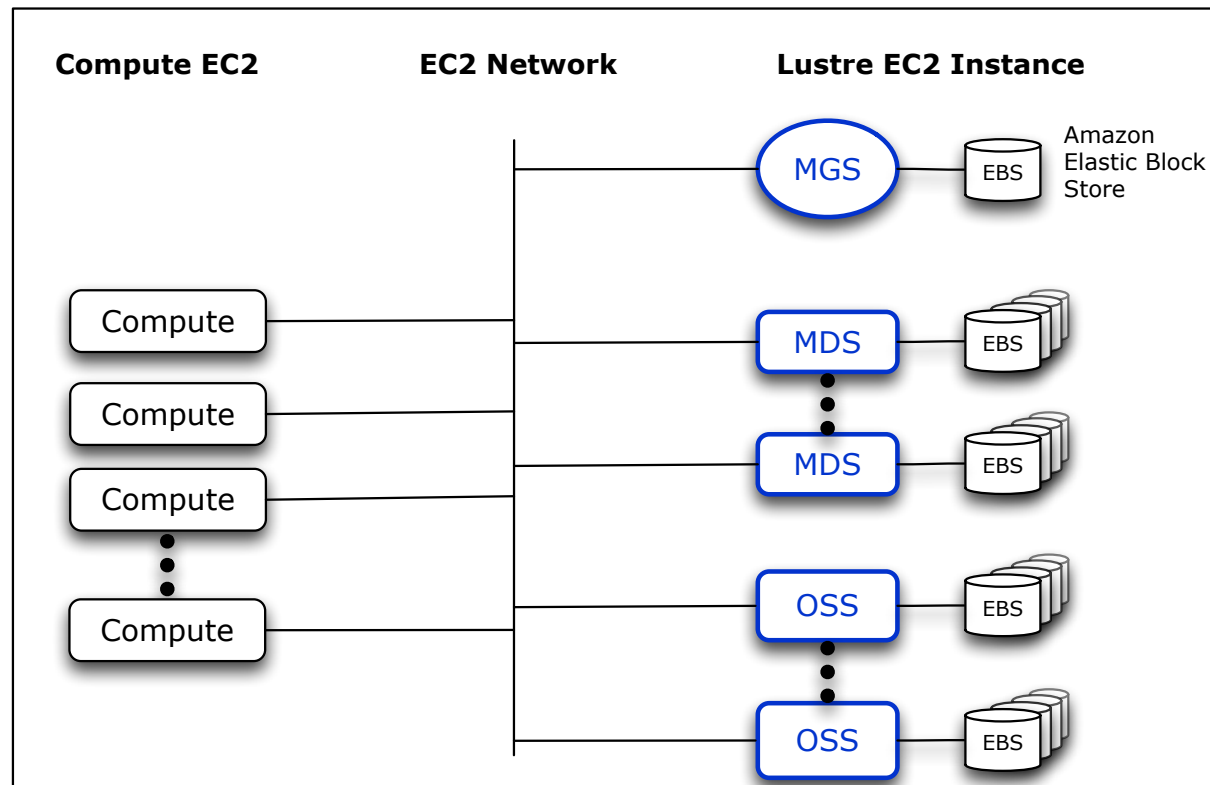 Compute EC2
EC2 Network
Lustre EC2 Instance
MGS
EBS
Amazon
Elastic Block
Store
Compute
MDS
EBS
Compute
MDS
EBS
Compute
OSS
EBS
Compute
OSS
EBS